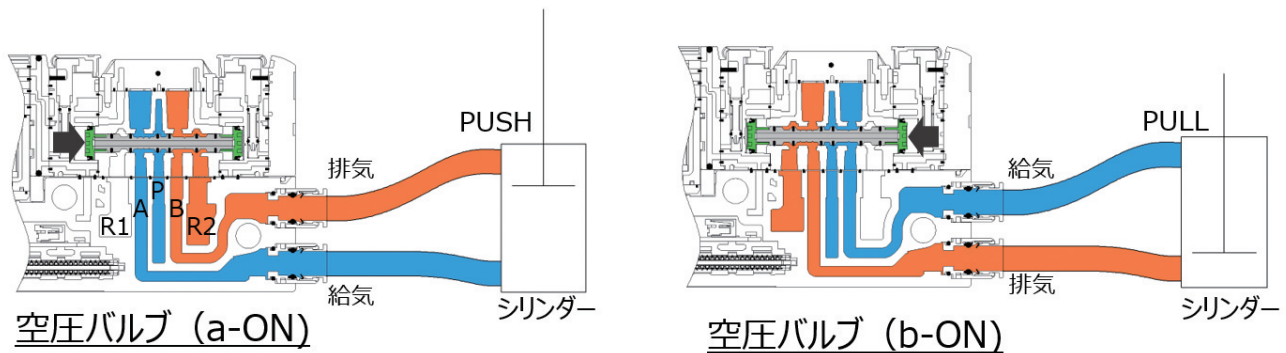 PUSH
排気
P
A
B
R1
R2
給気
シリンダー
空圧バルブ（a-ON)
PULL
給気
排気
シリンダー
空圧バルブ（b-ON)